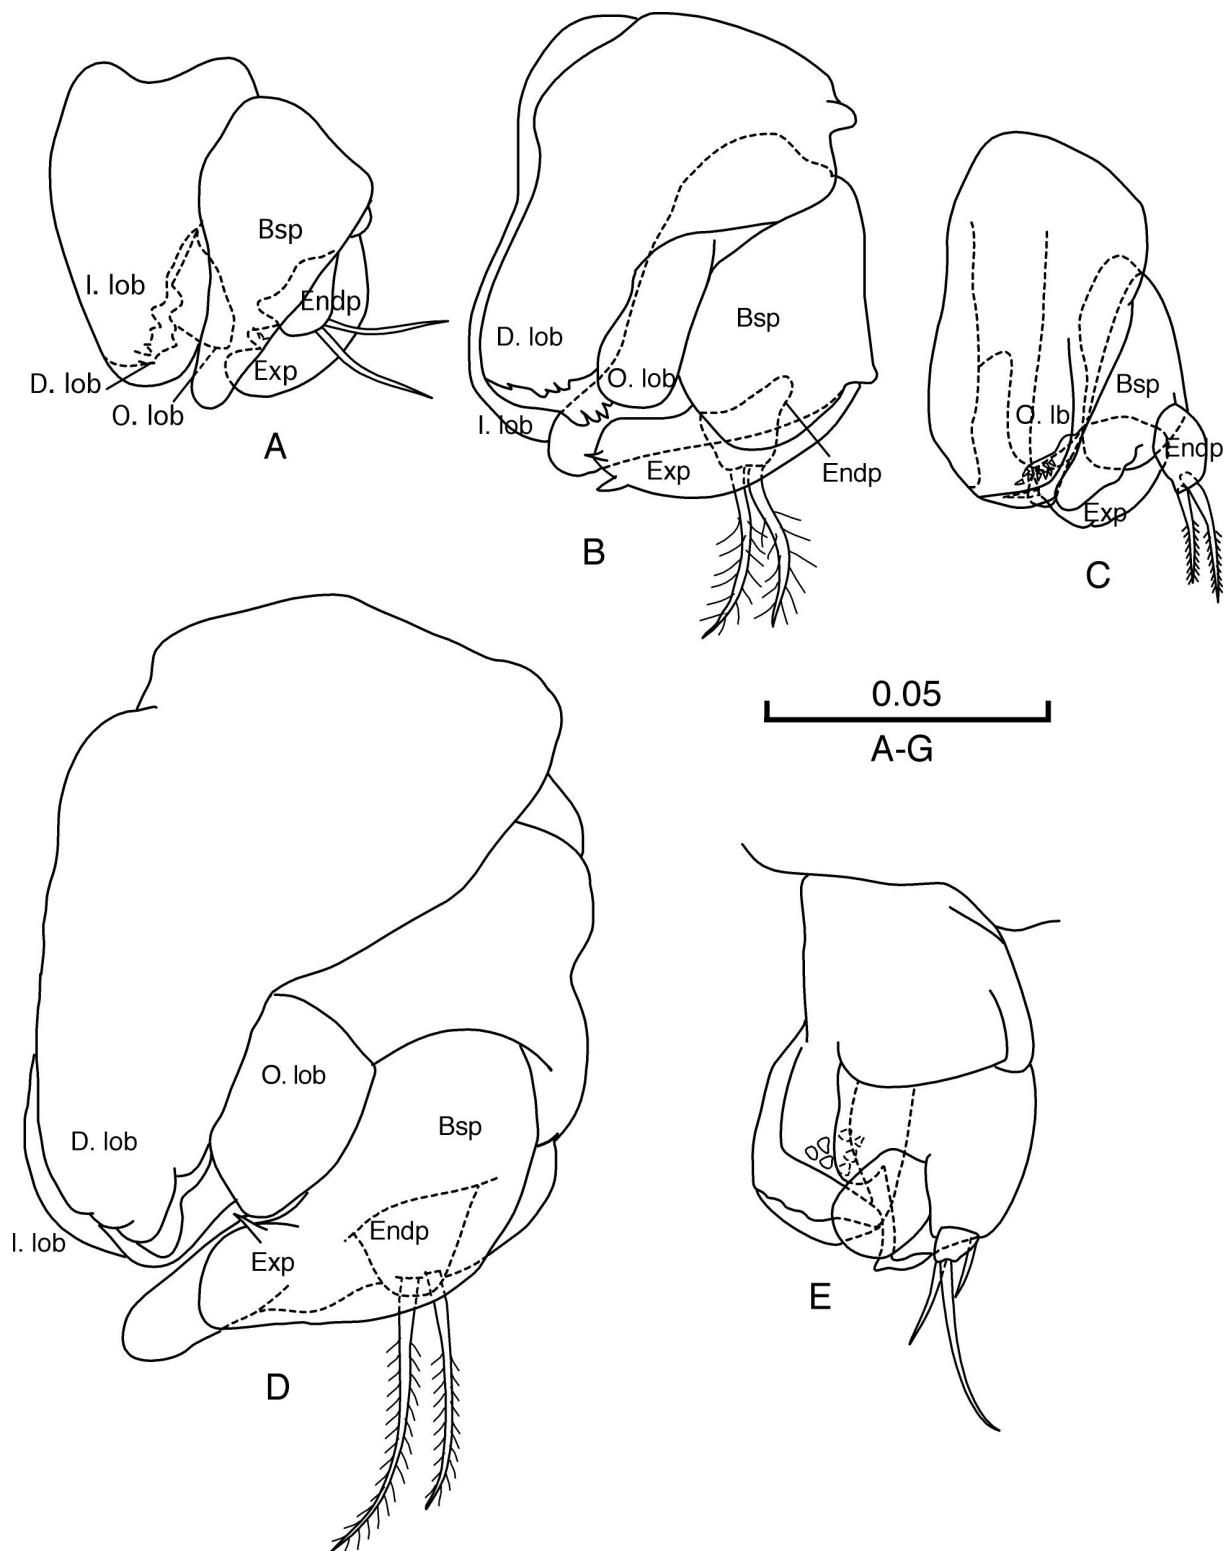 Bsp
I. lob
Endp
D. lob
Exp
O. lob
A
Bsp
D. lob
O. lob
I. lob
Exp
Endp
B
Bsp
O. lb
Endp
Exp
C
0.05
A-G
O. lob
D. lob
Bsp
I. lob
Endp
Exp
D
E